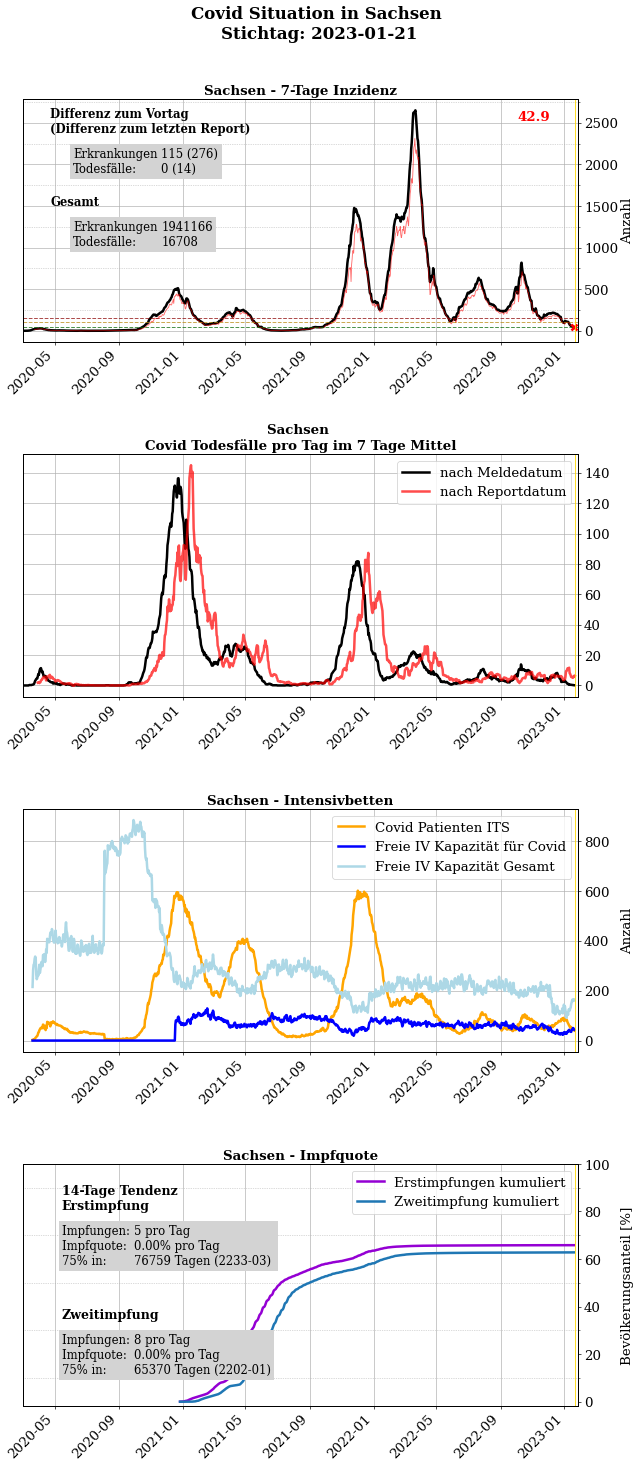 Covid Situation in Sachsen
Stichtag: 2023-01-21
Sachsen - 7-Tage Inzidenz
Differenz zum Vortag
(Differenz zum letzten Report)
Erkrankungen 115 (276)
Todesfälle: 0 (14)
Gesamt
Erkrankungen 1941166
Todesfälle: 16708
42.9
2500
2000
1500
1000
500
0
Anzahl
2020-05
2020-09
2021-01
2021-05
2021-09
2022-01
2022-05
2022-09
2023-01
Sachsen
Covid Todesfälle pro Tag im 7 Tage Mittel
nach Meldedatum
nach Reportdatum
140
120
100
80
60
40
20
0
2020-05
2020-09
2021-01
2021-05
2021-09
2022-01
2022-05
2022-09
2023-01
Sachsen - Intensivbetten
Covid Patienten ITS
Freie IV Kapazität für Covid
Freie IV Kapazität Gesamt
800
600
400
200
0
Anzahl
2020-05
2020-09
2021-01
2021-05
2021-09
2022-01
2022-05
2022-09
2023-01
Sachsen - Impfquote
14-Tage Tendenz
Erstimpfung
Impfungen: 5 pro Tag
Impfquote: 0.00% pro Tag
75% in: 76759 Tagen (2233-03)
Zweitimpfung
Impfungen: 8 pro Tag
Impfquote: 0.00% pro Tag
75% in: 65370 Tagen (2202-01)
Erstimpfungen kumuliert
Zweitimpfung kumuliert
100
80
60
40
20
0
Bevölkerungsanteil [%]
2020-05
2020-09
2021-01
2021-05
2021-09
2022-01
2022-05
2022-09
2023-01